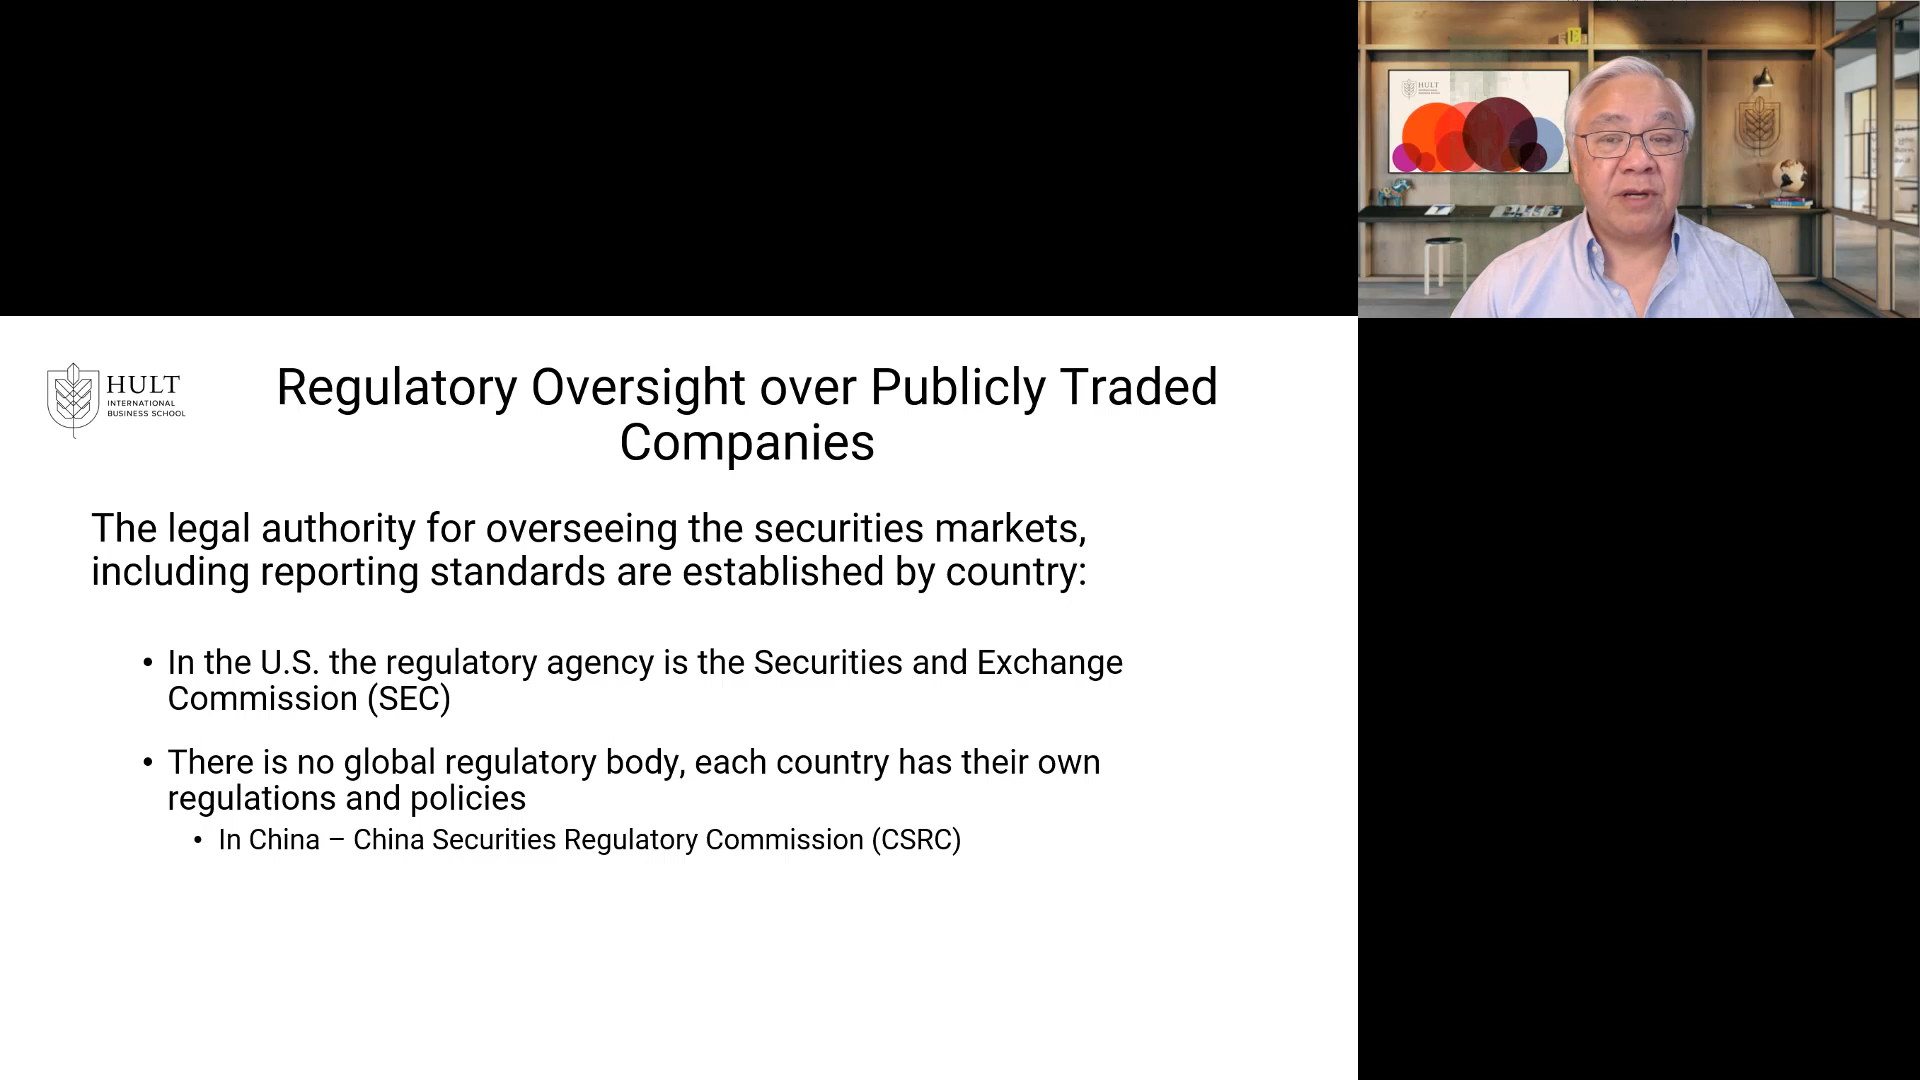 HULT
HULT
INTERNATIONAL
BUSINESS SCHOOL
Regulatory Oversight over Publicly Traded
Companies
The legal authority for overseeing the securities markets,
including reporting standards are established by country:
• In the U.S. the regulatory agency is the Securities and Exchange
Commission (SEC)
• There is no global regulatory body, each country has their own
regulations and policies
• In China – China Securities Regulatory Commission (CSRC)